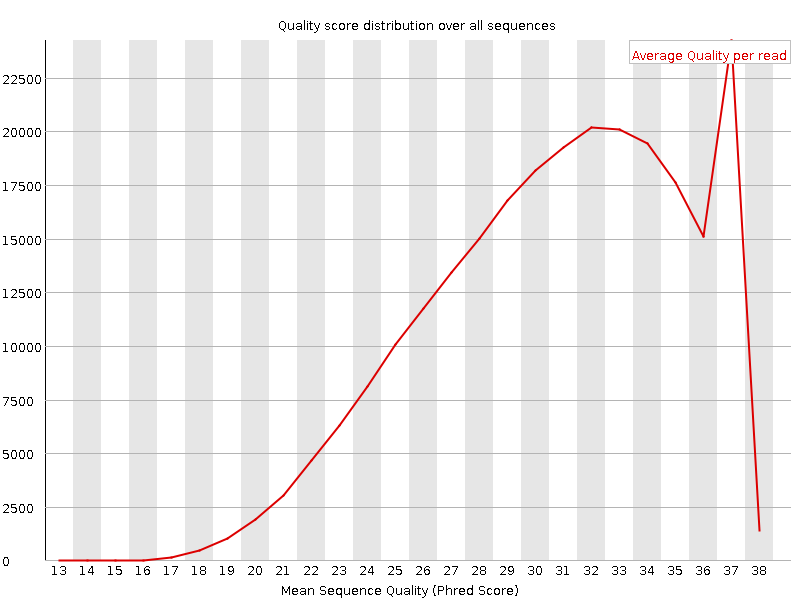 Quality score distribution over all sequences
Average Quality per read
22500
20000
17500
15000
12500
10000
7500
5000
2500
0
13 14 15 16 17 18 19 20 21 22 23 24 25 26 27 28 29 30 31 32 33 34 35 36 37 38
Mean Sequence Quality (Phred Score)